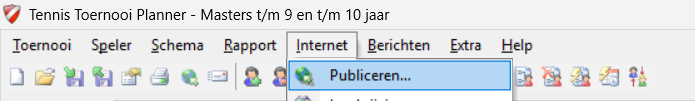 Tennis Toernooi Planner - Masters t/m 9 en t/m 10 jaar
Toernooi Speler Schema Rapport Internet Berichten Extra Help
Publiceren...